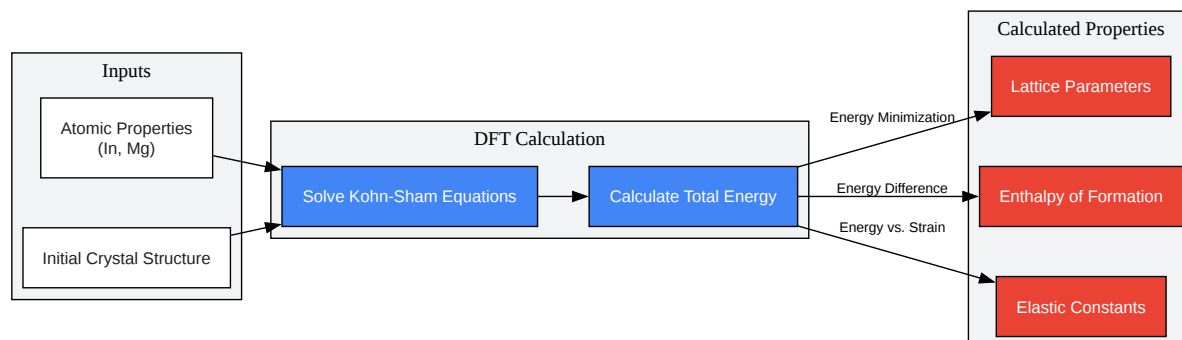 Inputs
Atomic Properties
(In, Mg)
Initial Crystal Structure
DFT Calculation
Solve Kohn-Sham Equations
Calculate Total Energy
Energy Minimization
Energy Difference
Energy vs. Strain
Calculated Properties
Lattice Parameters
Enthalpy of Formation
Elastic Constants